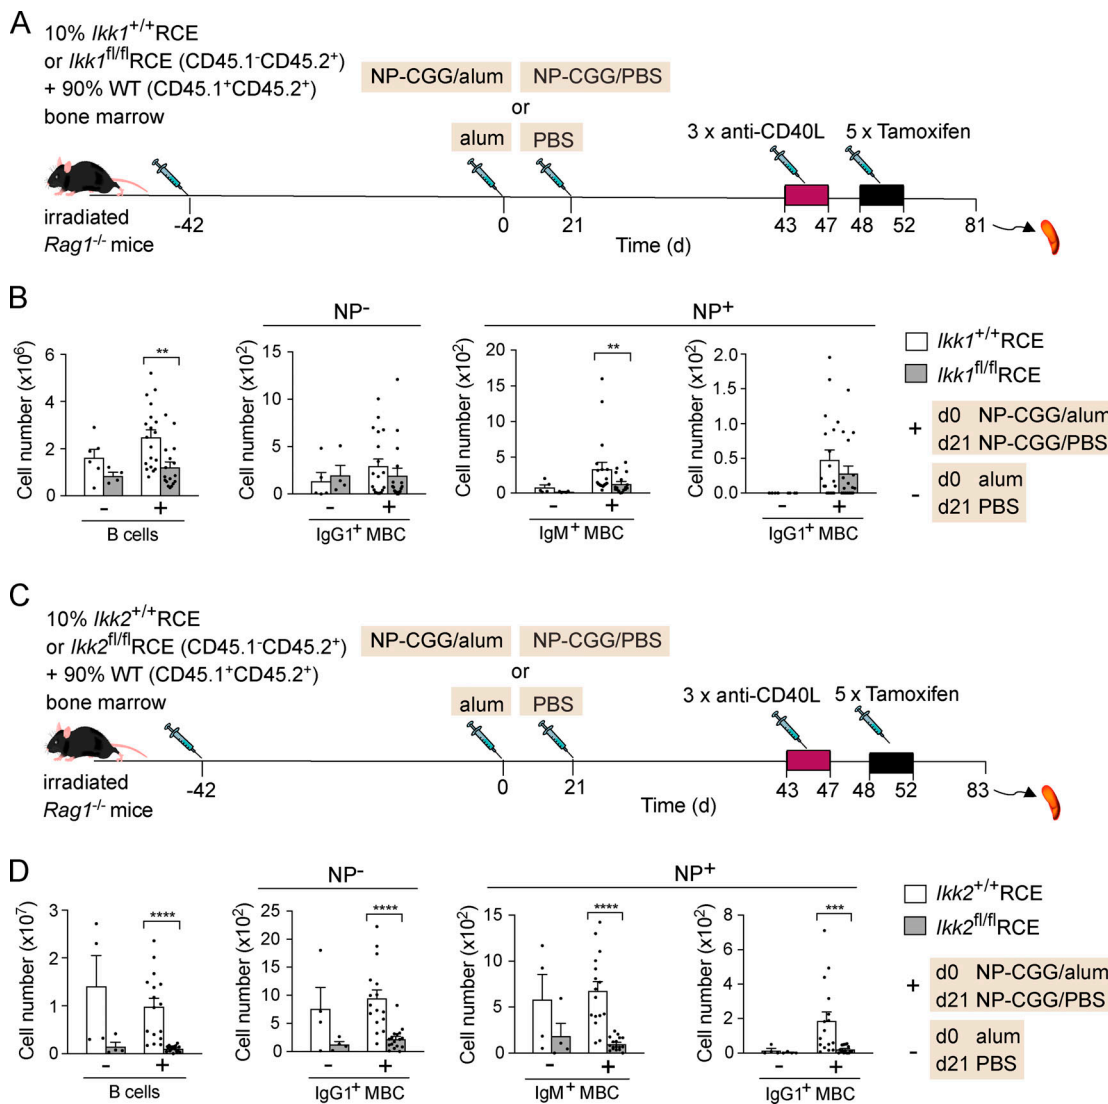 A
10% Ikk1+/+RCE
or Ikk1fl/flRCE (CD45.1-CD45.2+)
+ 90% WT (CD45.1+CD45.2+)
bone marrow
NP-CGG/alum NP-CGG/PBS
or
alum PBS
3 x anti-CD40L 5 x Tamoxifen
irradiated
Rag1-/- mice
-42 0 21 43 47 48 52 81
Time (d)
B
NP- NP+
Cell number (x10^6)
6
4
2
0
- +
B cells
**
Cell number (x10^2)
15
10
5
0
- +
IgG1+ MBC
Cell number (x10^2)
20
15
10
5
0
- +
IgM+ MBC
**
Cell number (x10^2)
2.0
1.5
1.0
0.5
0.0
- +
IgG1+ MBC
Ikk1+/+RCE
Ikk1fl/flRCE
+
d0 NP-CGG/alum
d21 NP-CGG/PBS
-
d0 alum
d21 PBS
C
10% Ikk2+/+RCE
or Ikk2fl/flRCE (CD45.1-CD45.2+)
+ 90% WT (CD45.1+CD45.2+)
bone marrow
NP-CGG/alum NP-CGG/PBS
or
alum PBS
3 x anti-CD40L 5 x Tamoxifen
irradiated
Rag1-/- mice
-42 0 21 43 47 48 52 83
Time (d)
D
NP- NP+
Cell number (x10^7)
3
2
1
0
- +
B cells
****
Cell number (x10^2)
25
20
15
10
5
0
- +
IgG1+ MBC
****
Cell number (x10^2)
15
10
5
0
- +
IgM+ MBC
****
Cell number (x10^2)
8
6
4
2
0
- +
IgG1+ MBC
***
Ikk2+/+RCE
Ikk2fl/flRCE
+
d0 NP-CGG/alum
d21 NP-CGG/PBS
-
d0 alum
d21 PBS